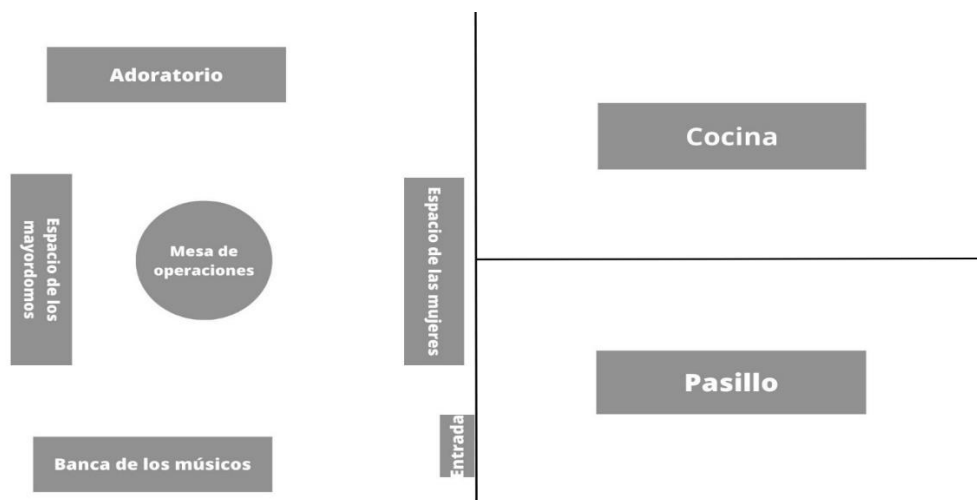 Adoratorio
Cocina
Espacio de los
mayordomos
Mesa de
operaciones
Espacio de las mujeres
Pasillo
Entrada
Banca de los músicos